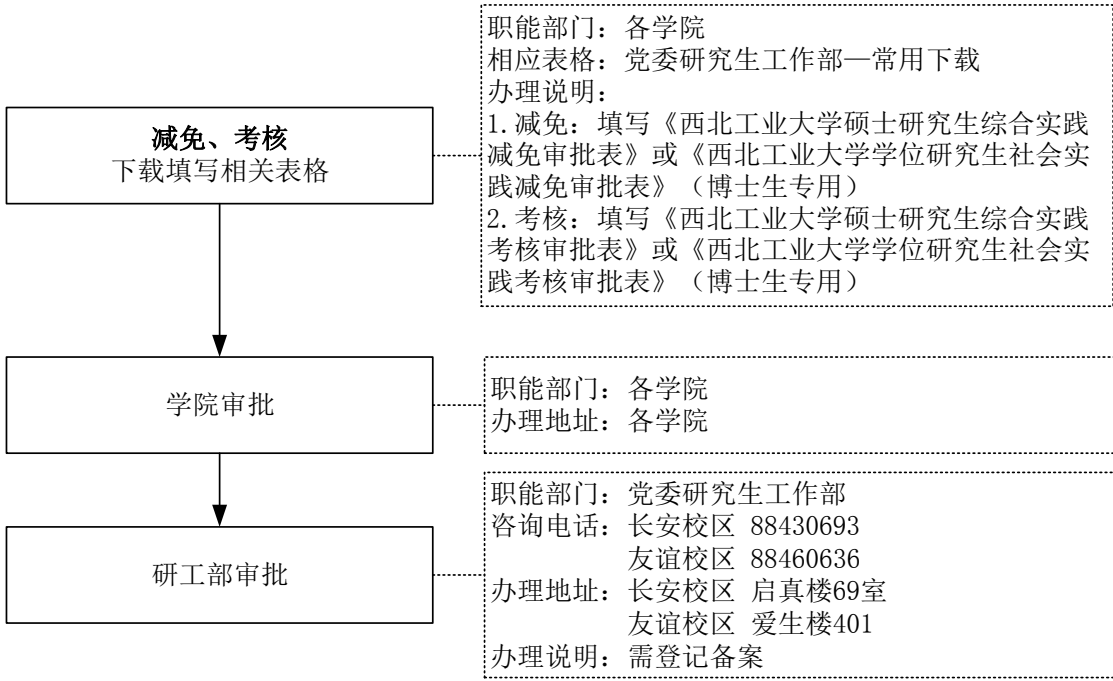 减免、考核
下载填写相关表格
职能部门：各学院
相应表格：党委研究生工作部—常用下载
办理说明：
1.减免：填写《西北工业大学硕士研究生综合实践
减免审批表》或《西北工业大学学位研究生社会实
践减免审批表》（博士生专用）
2.考核：填写《西北工业大学硕士研究生综合实践
考核审批表》或《西北工业大学学位研究生社会实
践考核审批表》（博士生专用）
学院审批
职能部门：各学院
办理地址：各学院
研工部审批
职能部门：党委研究生工作部
咨询电话：长安校区 88430693
友谊校区 88460636
办理地址：长安校区 启真楼69室
友谊校区 爱生楼401
办理说明：需登记备案